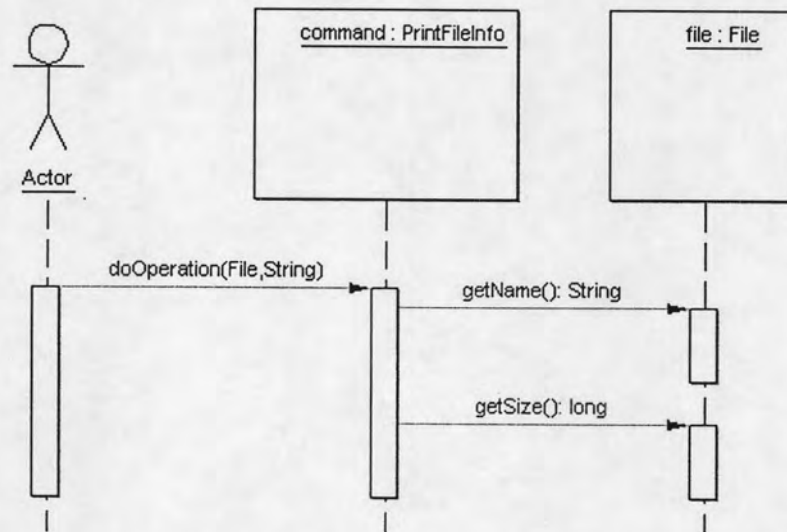 command : PrintFileInfo
file : File
Actor
doOperation(File,String)
getName(): String
getSize(): long